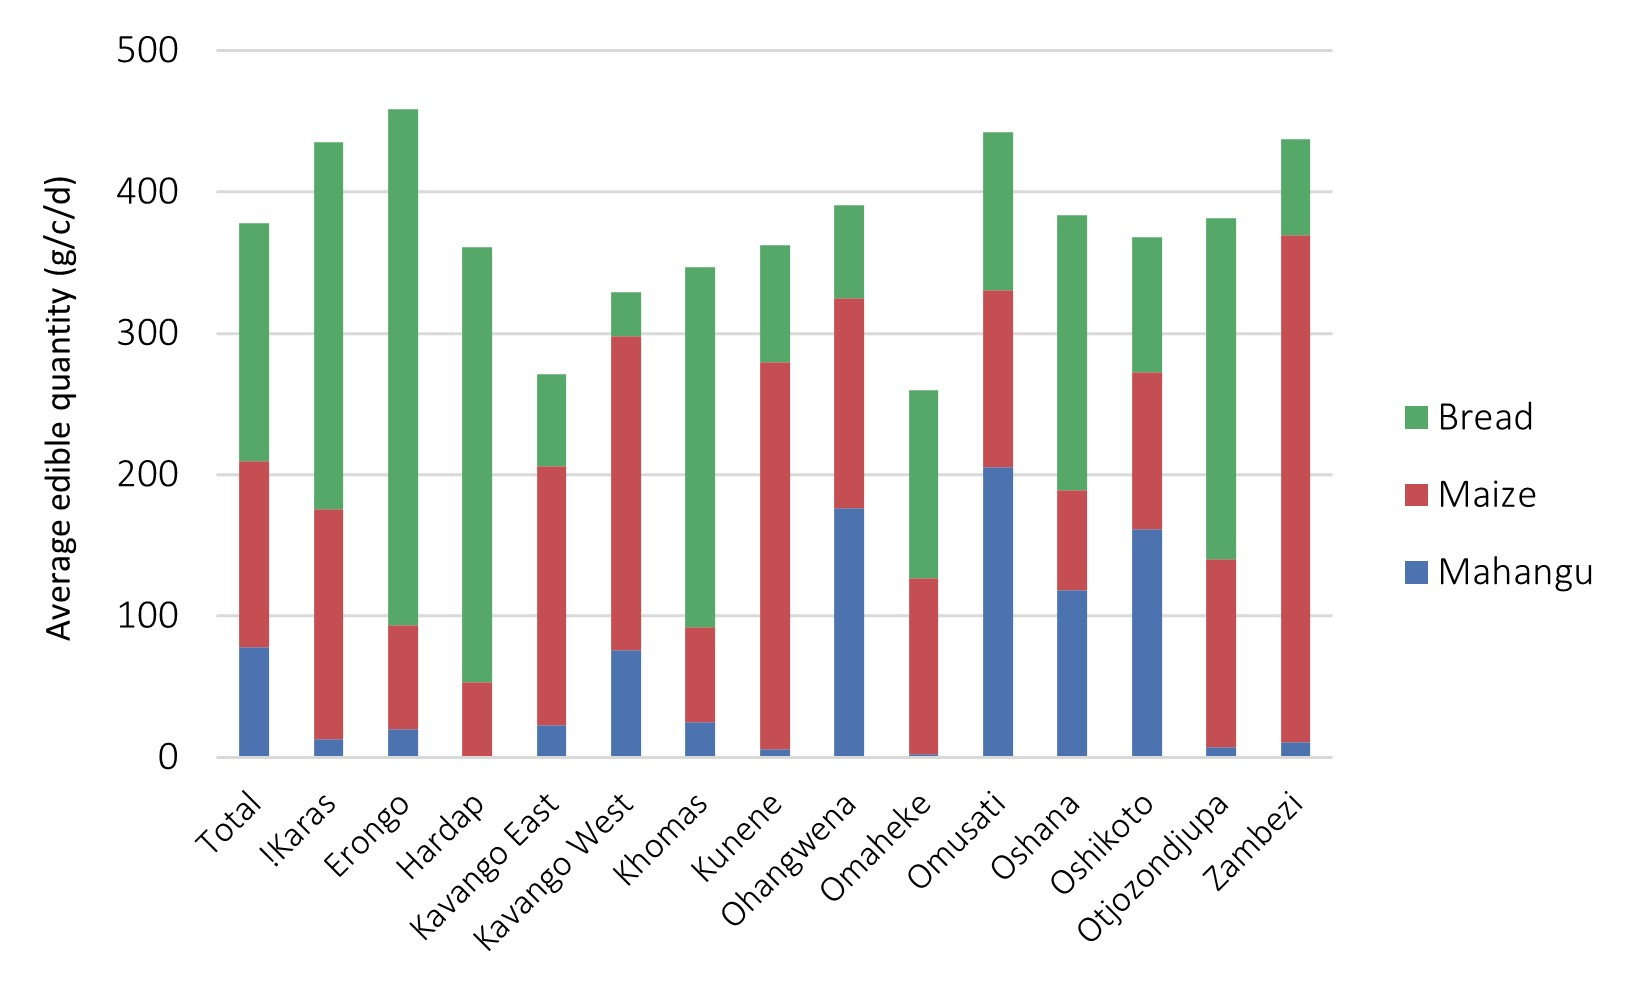 500
400
300
200
100
0
Average edible quantity (g/c/d)
Total
!Karas
Erongo
Hardap
Kavango East
Kavango West
Khomas
Kunene
Ohangwena
Omaheke
Omusati
Oshana
Oshikoto
Otjozondjupa
Zambezi
Bread
Maize
Mahangu